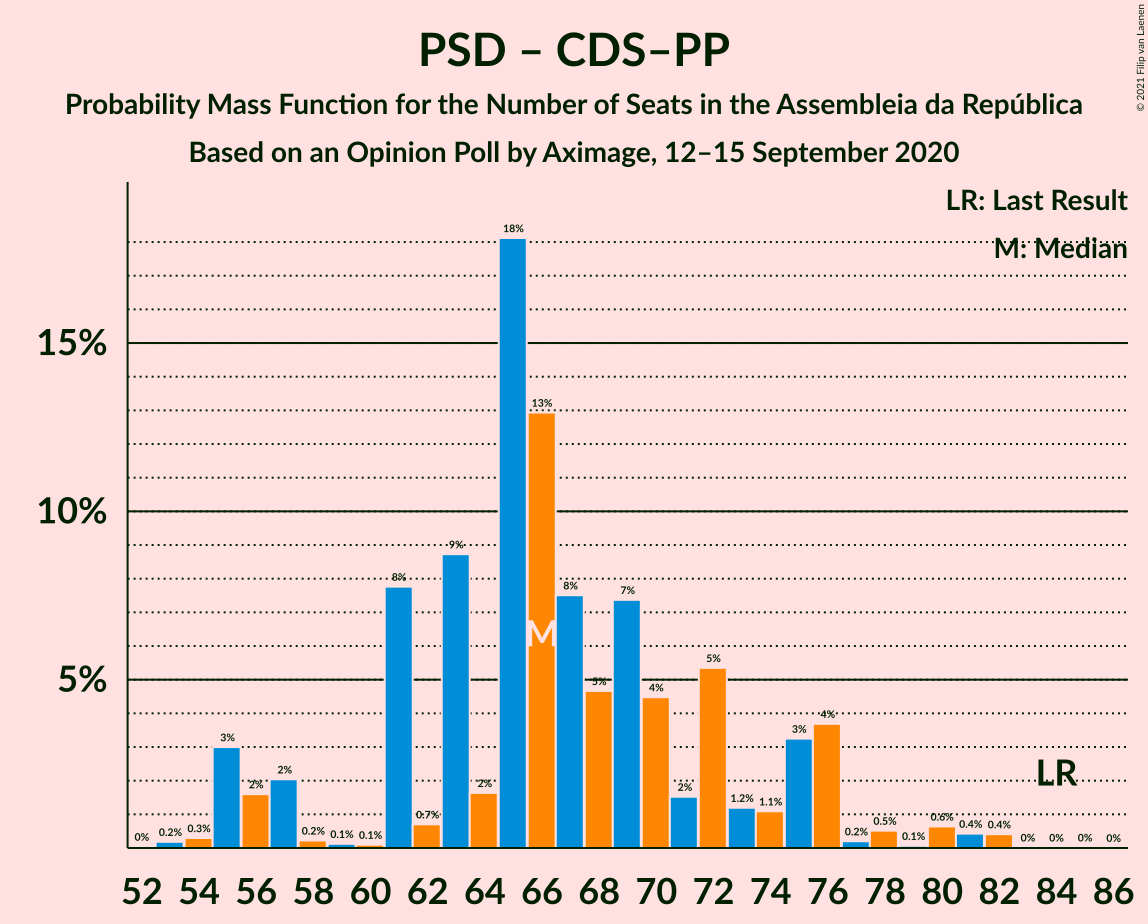 © 2021 Filip van Laenen
PSD – CDS–PP
Probability Mass Function for the Number of Seats in the Assembleia da República
Based on an Opinion Poll by Aximage, 12–15 September 2020
LR: Last Result
M: Median
15%
10%
5%
0% 0.2% 0.3% 3% 2% 2% 0.2% 0.1% 0.1% 8% 0.7% 9% 2% 18% 13% 8% 5% 7% 4% 2% 5% 1.2% 1.1% 3% 4% 0.2% 0.5% 0.1% 0.6% 0.4% 0.4% 0% 0% 0% 0%
M
LR
52 54 56 58 60 62 64 66 68 70 72 74 76 78 80 82 84 86